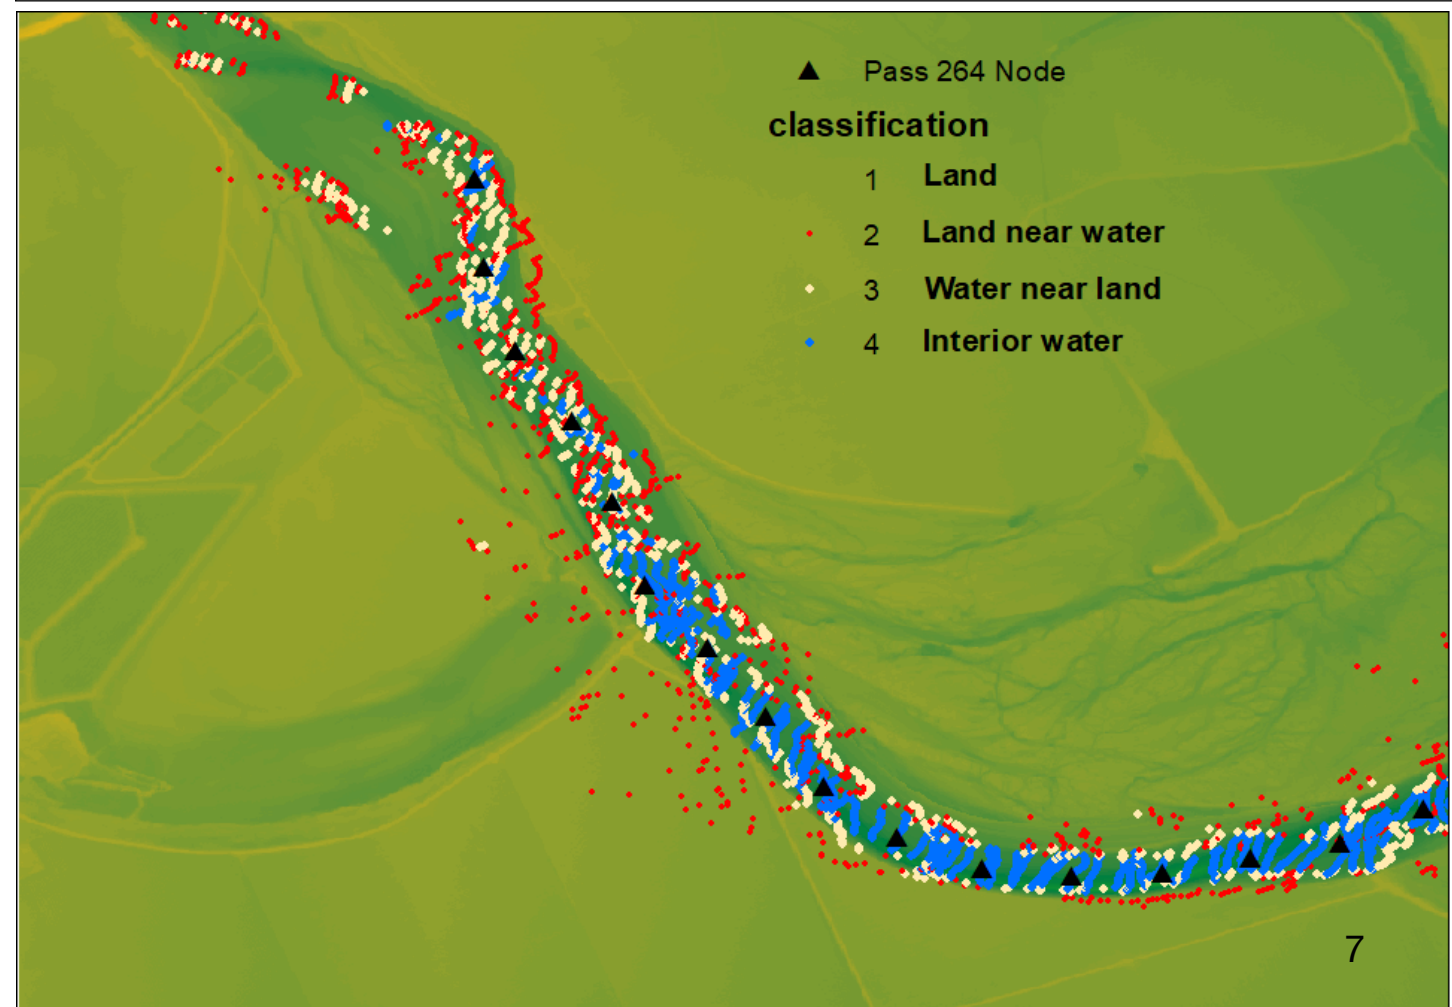 Pass 264 Node
classification
1 Land
2 Land near water
3 Water near land
4 Interior water
7